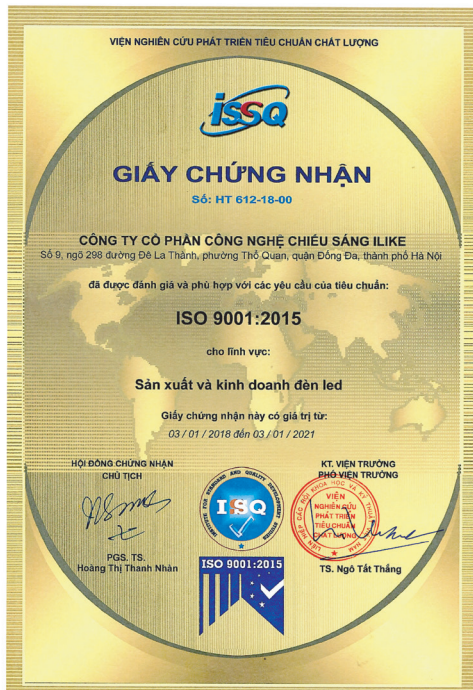 VIỆN NGHIÊN CỨU PHÁT TRIỂN TIÊU CHUẨN CHẤT LƯỢNG
ISSQ
GIẤY CHỨNG NHẬN
Số: HT 612-18-00
CÔNG TY CỔ PHẦN CÔNG NGHỆ CHIẾU SÁNG ILIKE
Số 9, ngõ 298 đường Đê La Thành, phường Thổ Quan, quận Đống Đa, thành phố Hà Nội
đã được đánh giá và phù hợp với các yêu cầu của tiêu chuẩn:
ISO 9001:2015
cho lĩnh vực:
Sản xuất và kinh doanh đèn led
Giấy chứng nhận này có giá trị từ:
03 / 01 / 2018 đến 03 / 01 / 2021
HỘI ĐỒNG CHỨNG NHẬN
CHỦ TỊCH
KT. VIỆN TRƯỞNG
PHÓ VIỆN TRƯỞNG
ISQ
VIỆN
NGHIÊN CỨU
PHÁT TRIỂN
TIÊU CHUẨN
CHẤT LƯỢNG
ISO 9001:2015
PGS. TS.
Hoàng Thị Thanh Nhàn
TS. Ngô Tất Thắng